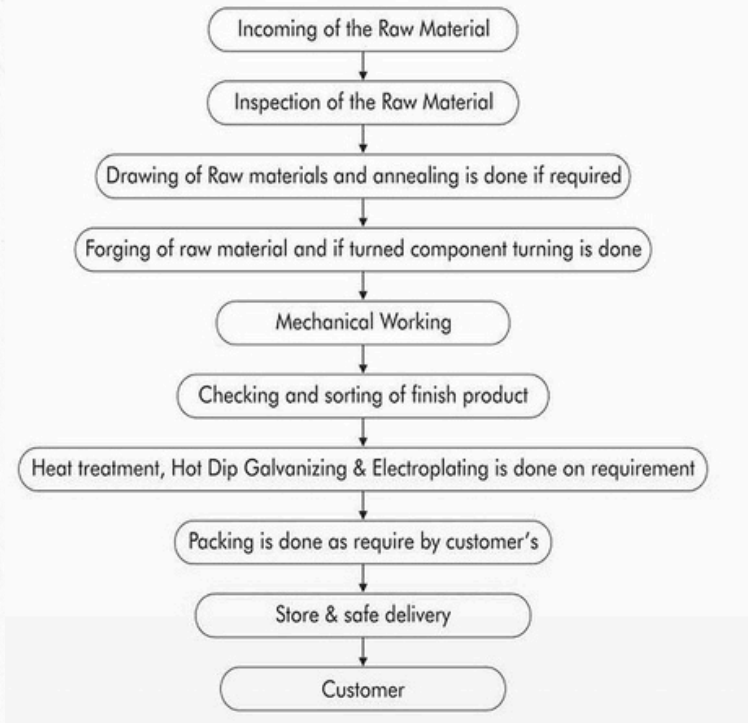 Incoming of the Raw Material
Inspection of the Raw Material
Drawing of Raw materials and annealing is done if required
Forging of raw material and if turned component turning is done
Mechanical Working
Checking and sorting of finish product
Heat treatment, Hot Dip Galvanizing & Electroplating is done on requirement
Packing is done as require by customer's
Store & safe delivery
Customer